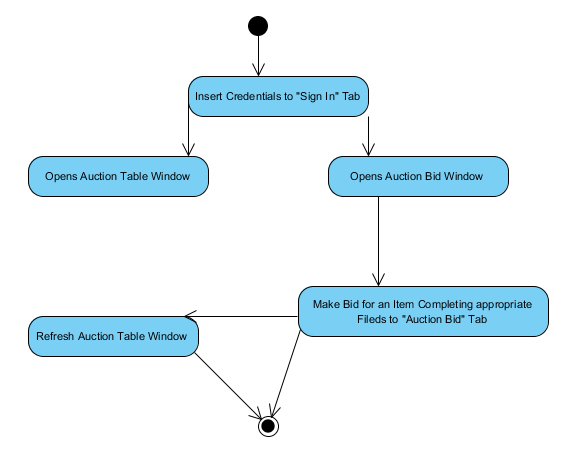 Insert Credentials to "Sign In" Tab
Opens Auction Table Window
Opens Auction Bid Window
Make Bid for an Item Completing appropriate
Fileds to "Auction Bid" Tab
Refresh Auction Table Window